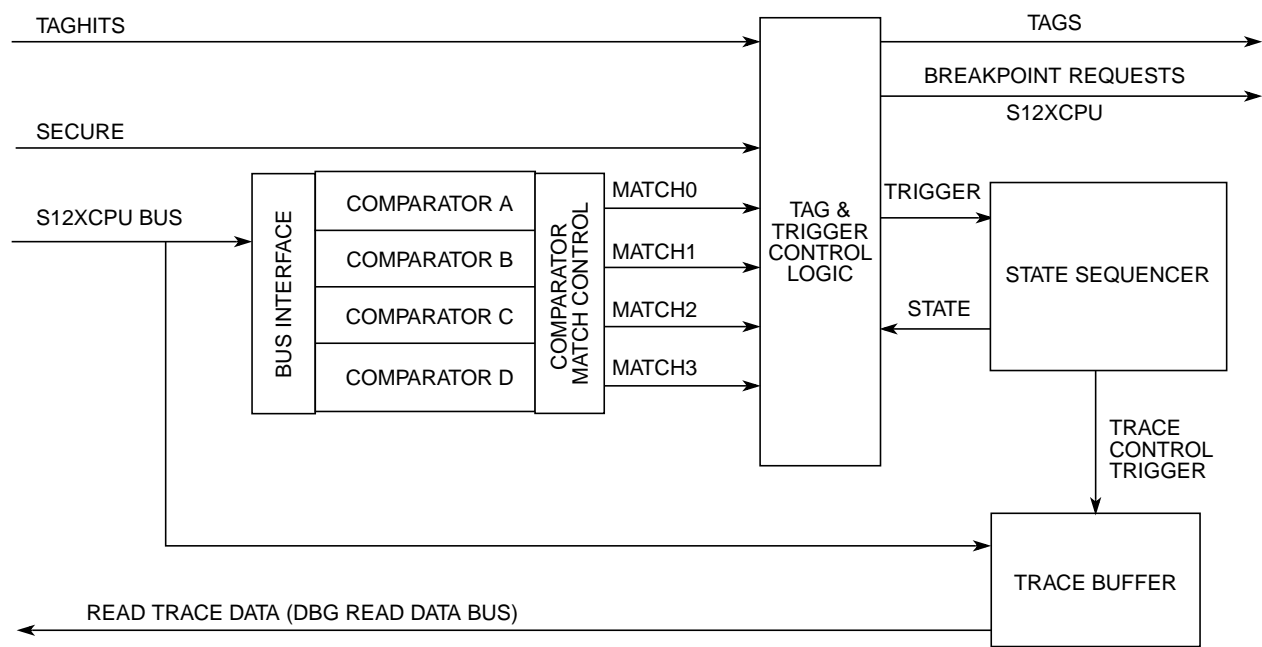 TAGHITS
TAGS
BREAKPOINT REQUESTS
S12XCPU
SECURE
S12XCPU BUS
BUS INTERFACE
COMPARATOR A
COMPARATOR B
COMPARATOR C
COMPARATOR D
COMPARATOR
MATCH CONTROL
MATCH0
MATCH1
MATCH2
MATCH3
TAG &
TRIGGER
CONTROL
LOGIC
TRIGGER
STATE
STATE SEQUENCER
TRACE
CONTROL
TRIGGER
TRACE BUFFER
READ TRACE DATA (DBG READ DATA BUS)